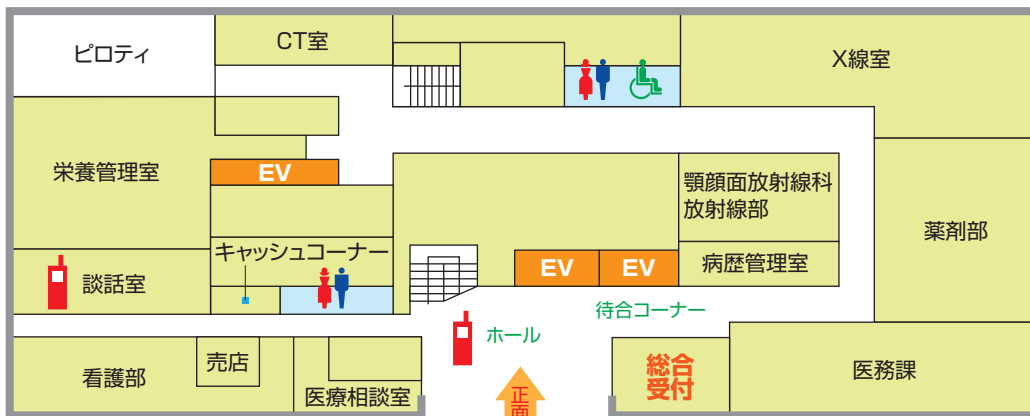 ピロティ
CT室
X線室
栄養管理室
EV
顎顔面放射線科
放射線部
薬剤部
キャッシュコーナー
談話室
EV
EV
病歴管理室
待合コーナー
ホール
売店
看護部
医療相談室
正面
総合
受付
医務課